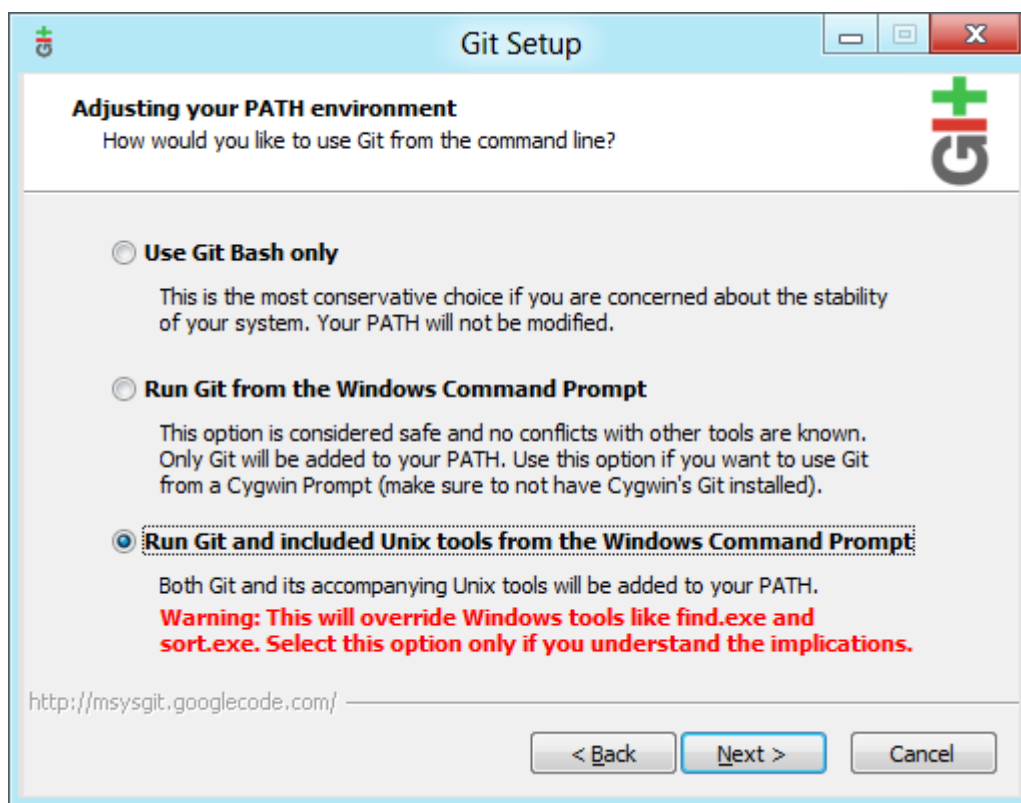 Git Setup
Adjusting your PATH environment
How would you like to use Git from the command line?
GIT
Use Git Bash only
This is the most conservative choice if you are concerned about the stability
of your system. Your PATH will not be modified.
Run Git from the Windows Command Prompt
This option is considered safe and no conflicts with other tools are known.
Only Git will be added to your PATH. Use this option if you want to use Git
from a Cygwin Prompt (make sure to not have Cygwin's Git installed).
Run Git and included Unix tools from the Windows Command Prompt
Both Git and its accompanying Unix tools will be added to your PATH.
Warning: This will override Windows tools like find.exe and
sort.exe. Select this option only if you understand the implications.
http://msysgit.googlecode.com/
< Back Next > Cancel